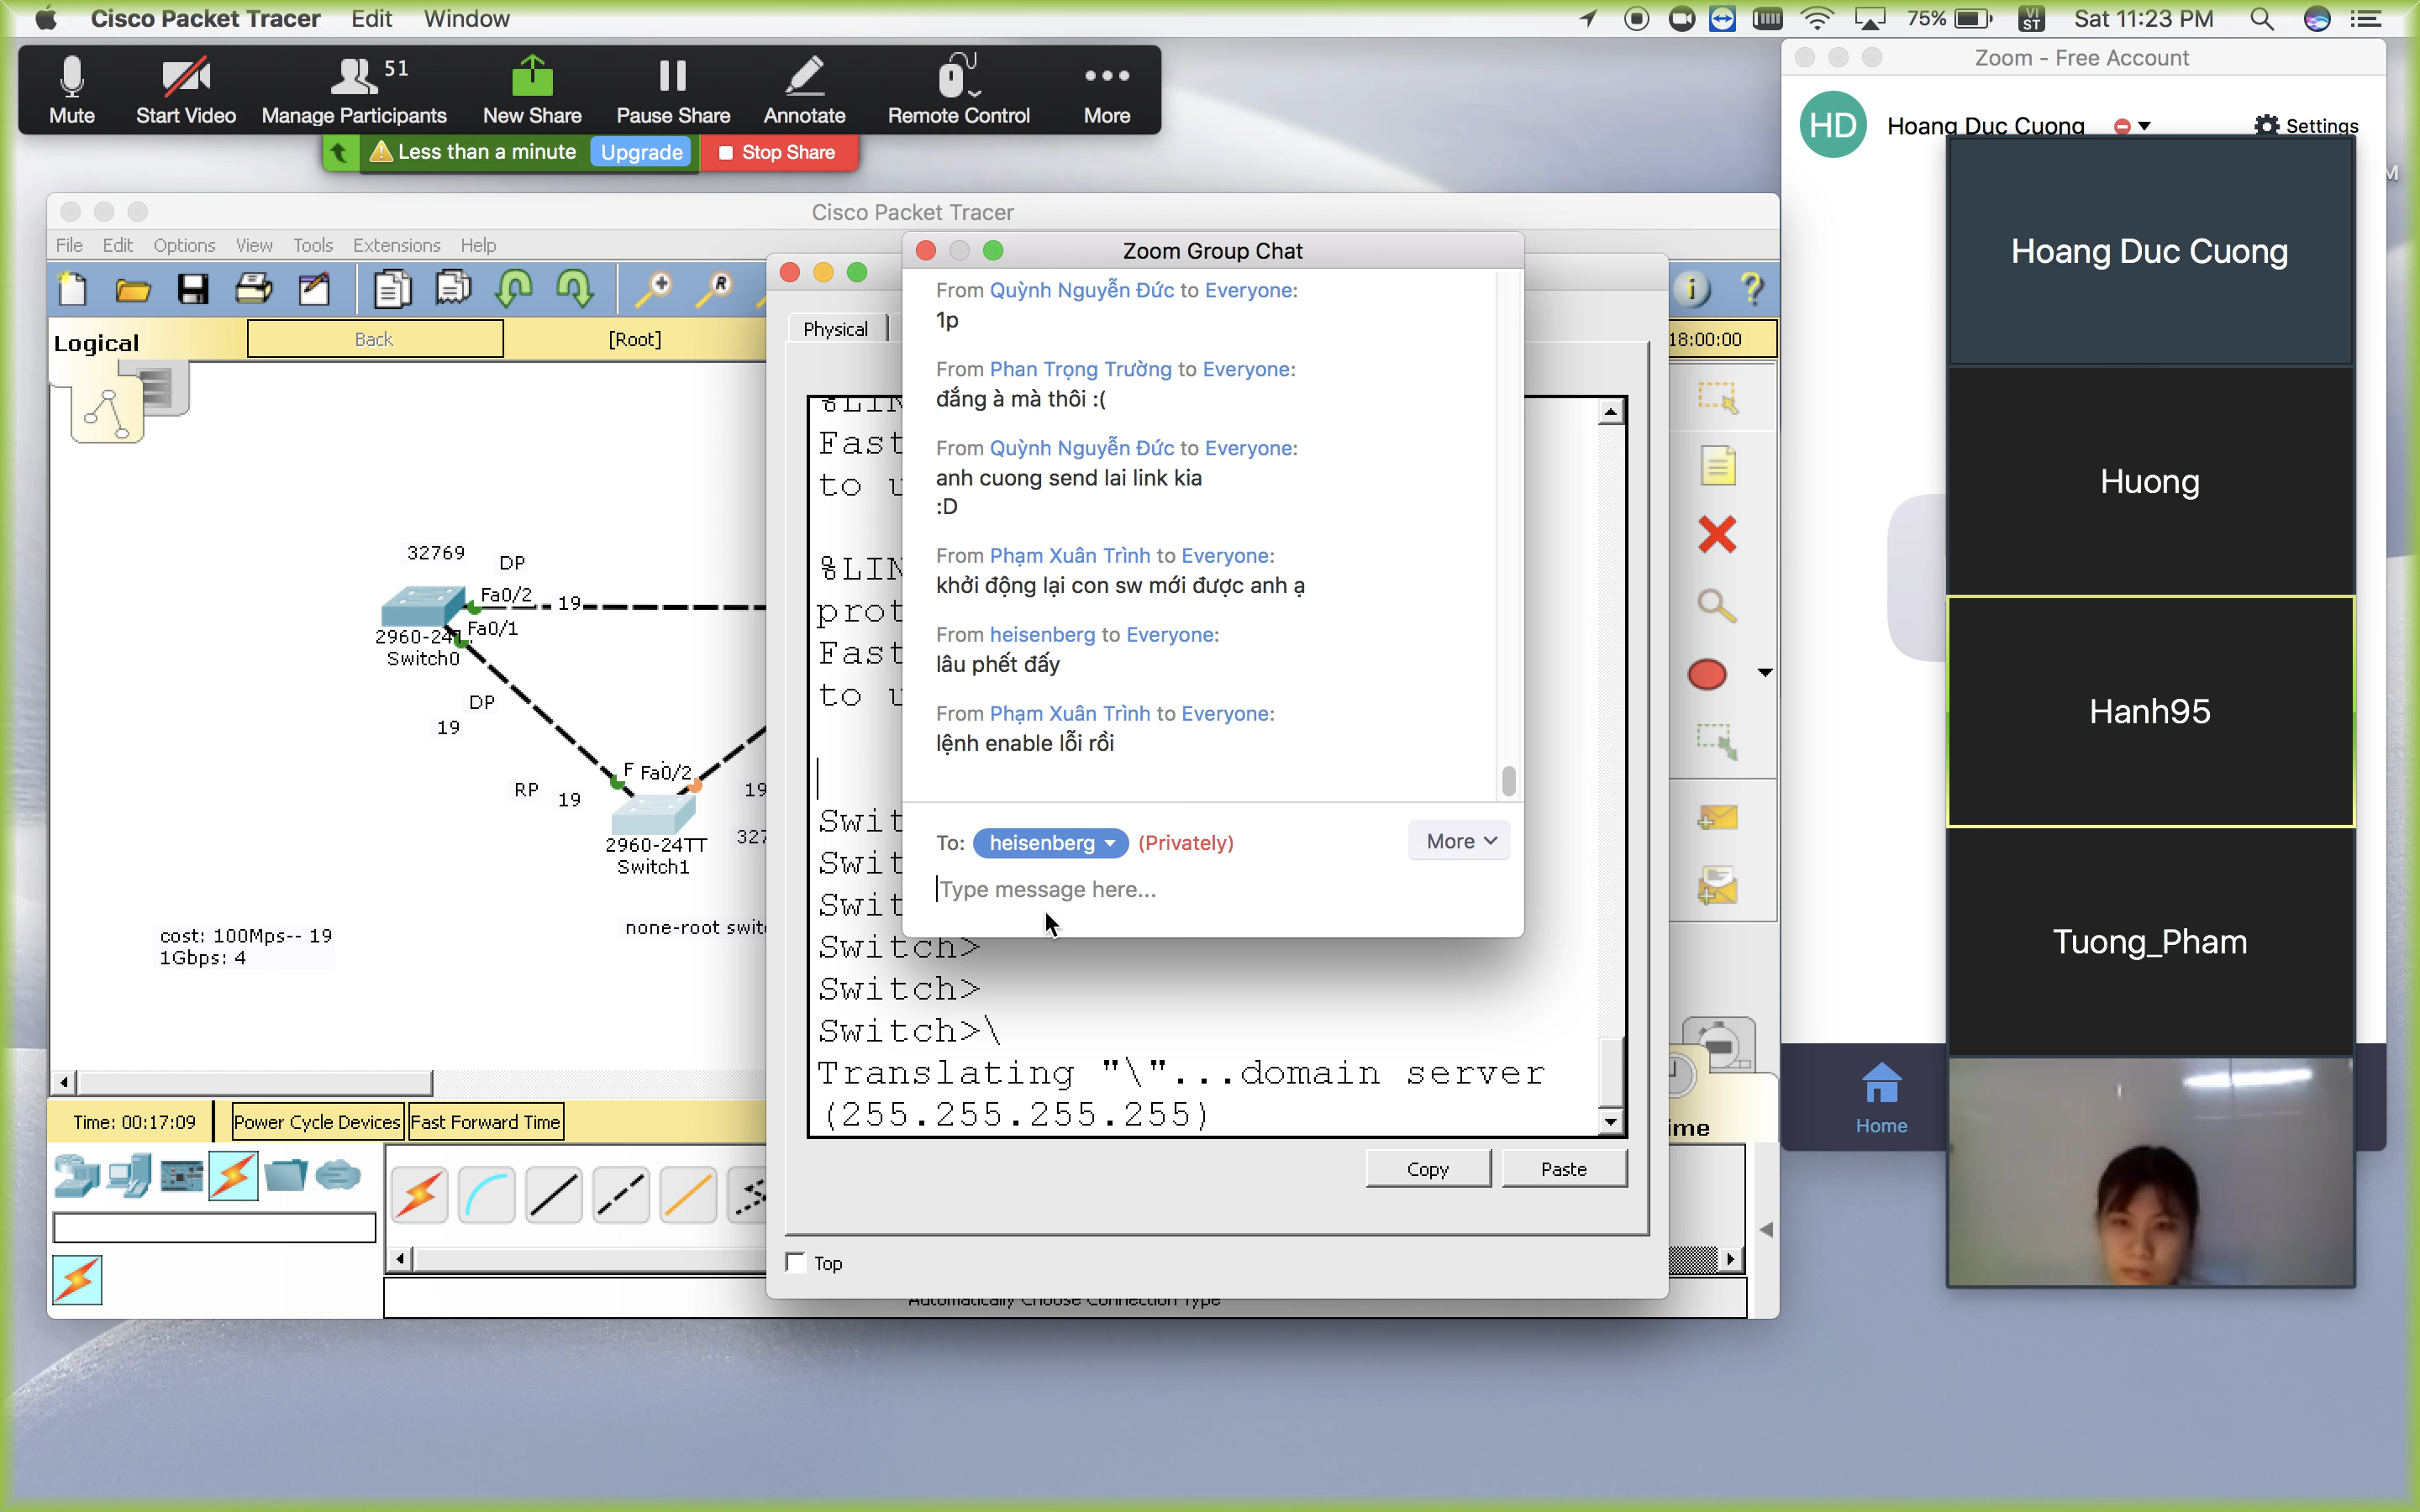 Cisco Packet Tracer Edit Window
75% VI ST Sat 11:23 PM
Mute
Start Video
51
Manage Participants
New Share
Pause Share
Annotate
Remote Control
More
Less than a minute Upgrade Stop Share
Zoom - Free Account
HD Hoang Duc Cuong Settings
Hoang Duc Cuong
Huong
Hanh95
Tuong_Pham
Home
Cisco Packet Tracer
File Edit Options View Tools Extensions Help
Logical Back [Root] 18:00:00
32769
DP
Fa0/2
19
Fa0/1
2960-24
Switch0
DP
19
RP
19
F Fa0/2
19
2960-24TT
Switch1
cost: 100Mps-- 19
1Gbps: 4
none-root
Time: 00:17:09 Power Cycle Devices Fast Forward Time
Automatically Choose Connection Type
Physical
to
%LIN
prot
Fast
to
Swit
Swit
Swit
Switch>
Switch>
Switch>\
Translating "\"...domain server
(255.255.255.255)
Copy Paste
Top
Zoom Group Chat
From Quỳnh Nguyễn Đức to Everyone:
1p
From Phan Trọng Trường to Everyone:
đắng à mà thôi :(
From Quỳnh Nguyễn Đức to Everyone:
anh cuong send lai link kia
:D
From Phạm Xuân Trình to Everyone:
khởi động lại con sw mới được anh ạ
From heisenberg to Everyone:
lâu phết đấy
From Phạm Xuân Trình to Everyone:
lệnh enable lỗi rồi
To: heisenberg (Privately) More
Type message here...